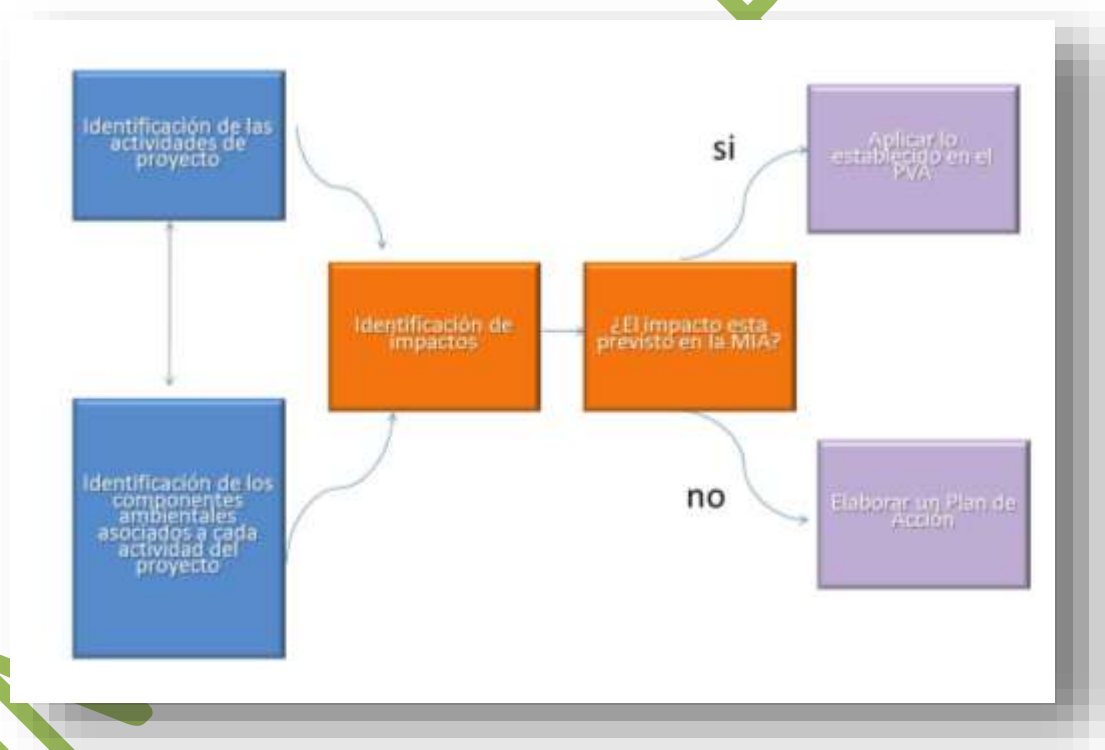 Identificación de las
actividades de
proyecto
Identificación de los
componentes
ambientales
asociados a cada
actividad del
proyecto
Identificación de
impactos
¿El impacto esta
previsto en la MIA?
si
Aplicar lo
establecido en el
PVA
no
Elaborar un Plan de
Acción